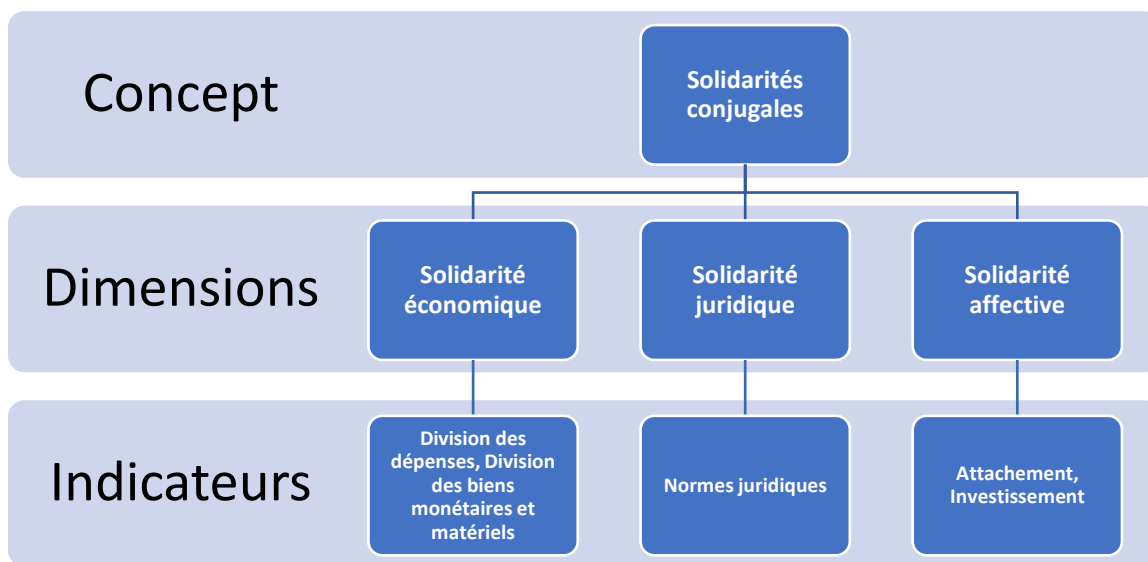 Concept
Solidarités
conjugales
Dimensions
Solidarité
économique
Solidarité
juridique
Solidarité
affective
Indicateurs
Division des
dépenses, Division
des biens
monétaires et
matériels
Normes juridiques
Attachement,
Investissement